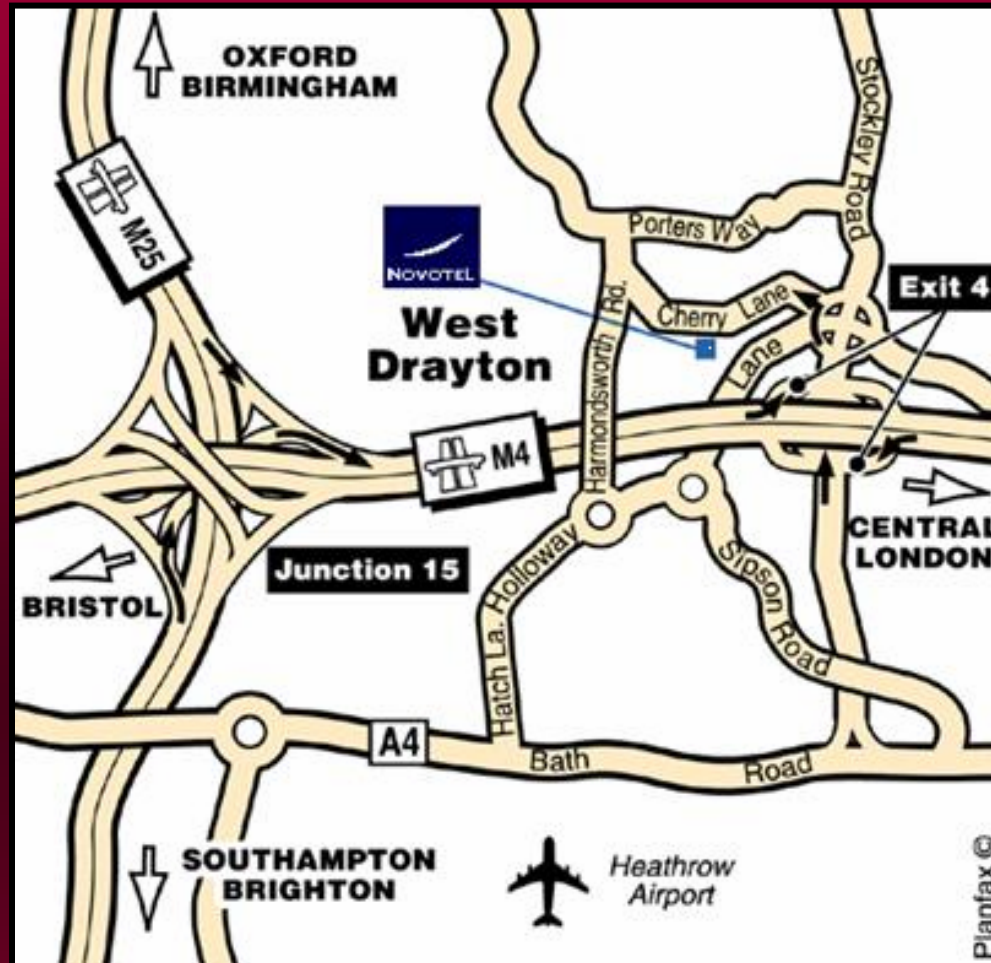 OXFORD
BIRMINGHAM
M25
Stockley Road
Porters Way
NOVOTEL
Exit 4
West
Drayton
Harmondsworth Rd.
Cherry Lane
Lane
M4
CENTRAL
LONDON
Junction 15
BRISTOL
Holloway
Sipson Road
Hatch La.
A4
Bath Road
SOUTHAMPTON
BRIGHTON
Heathrow
Airport
Planfax ©